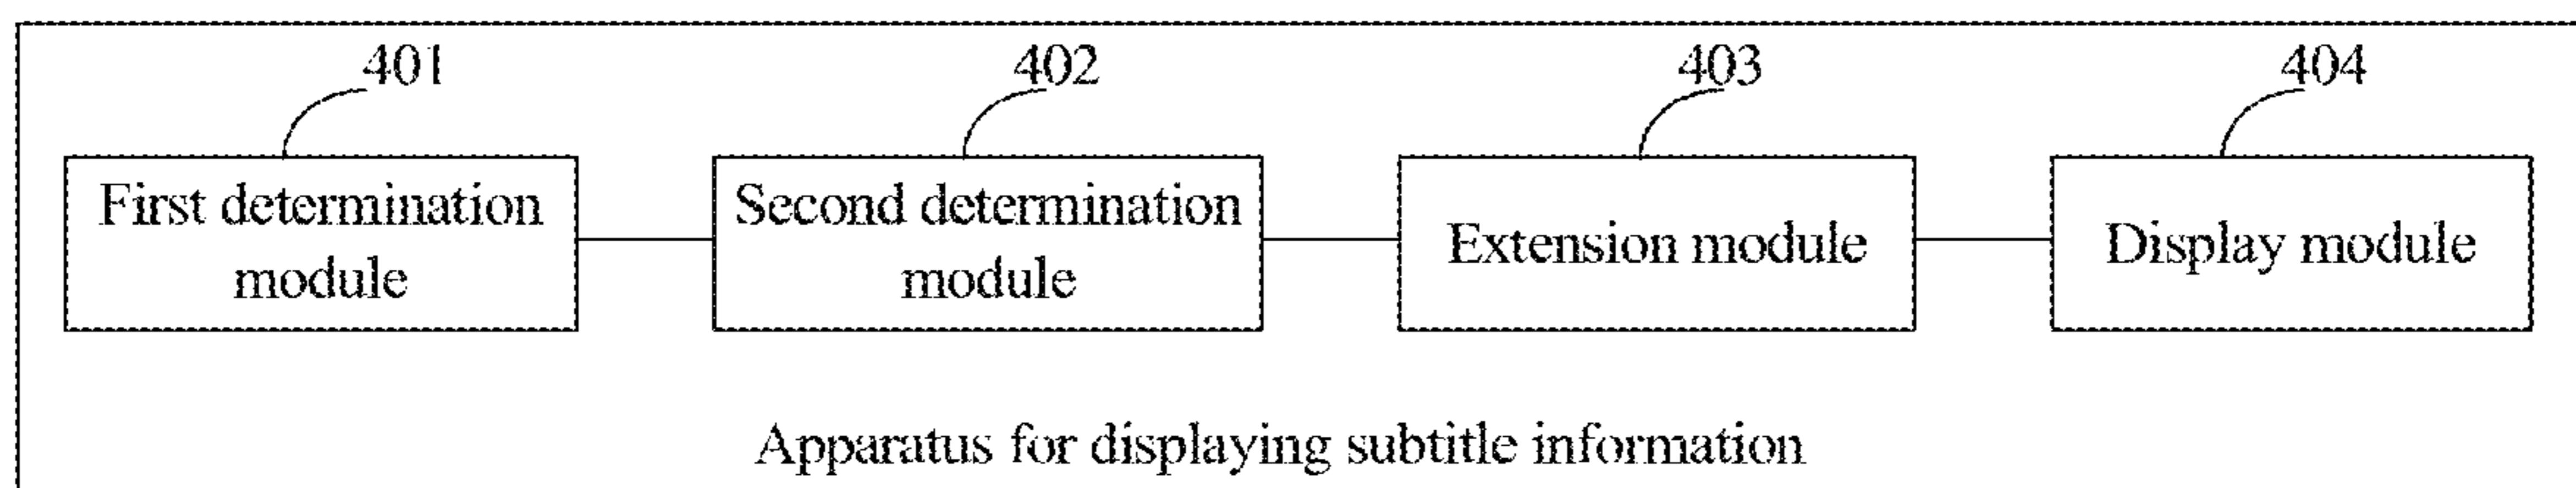 401
402
403
404
First determination
module
Second determination
module
Extension module
Display module
Apparatus for displaying subtitle information